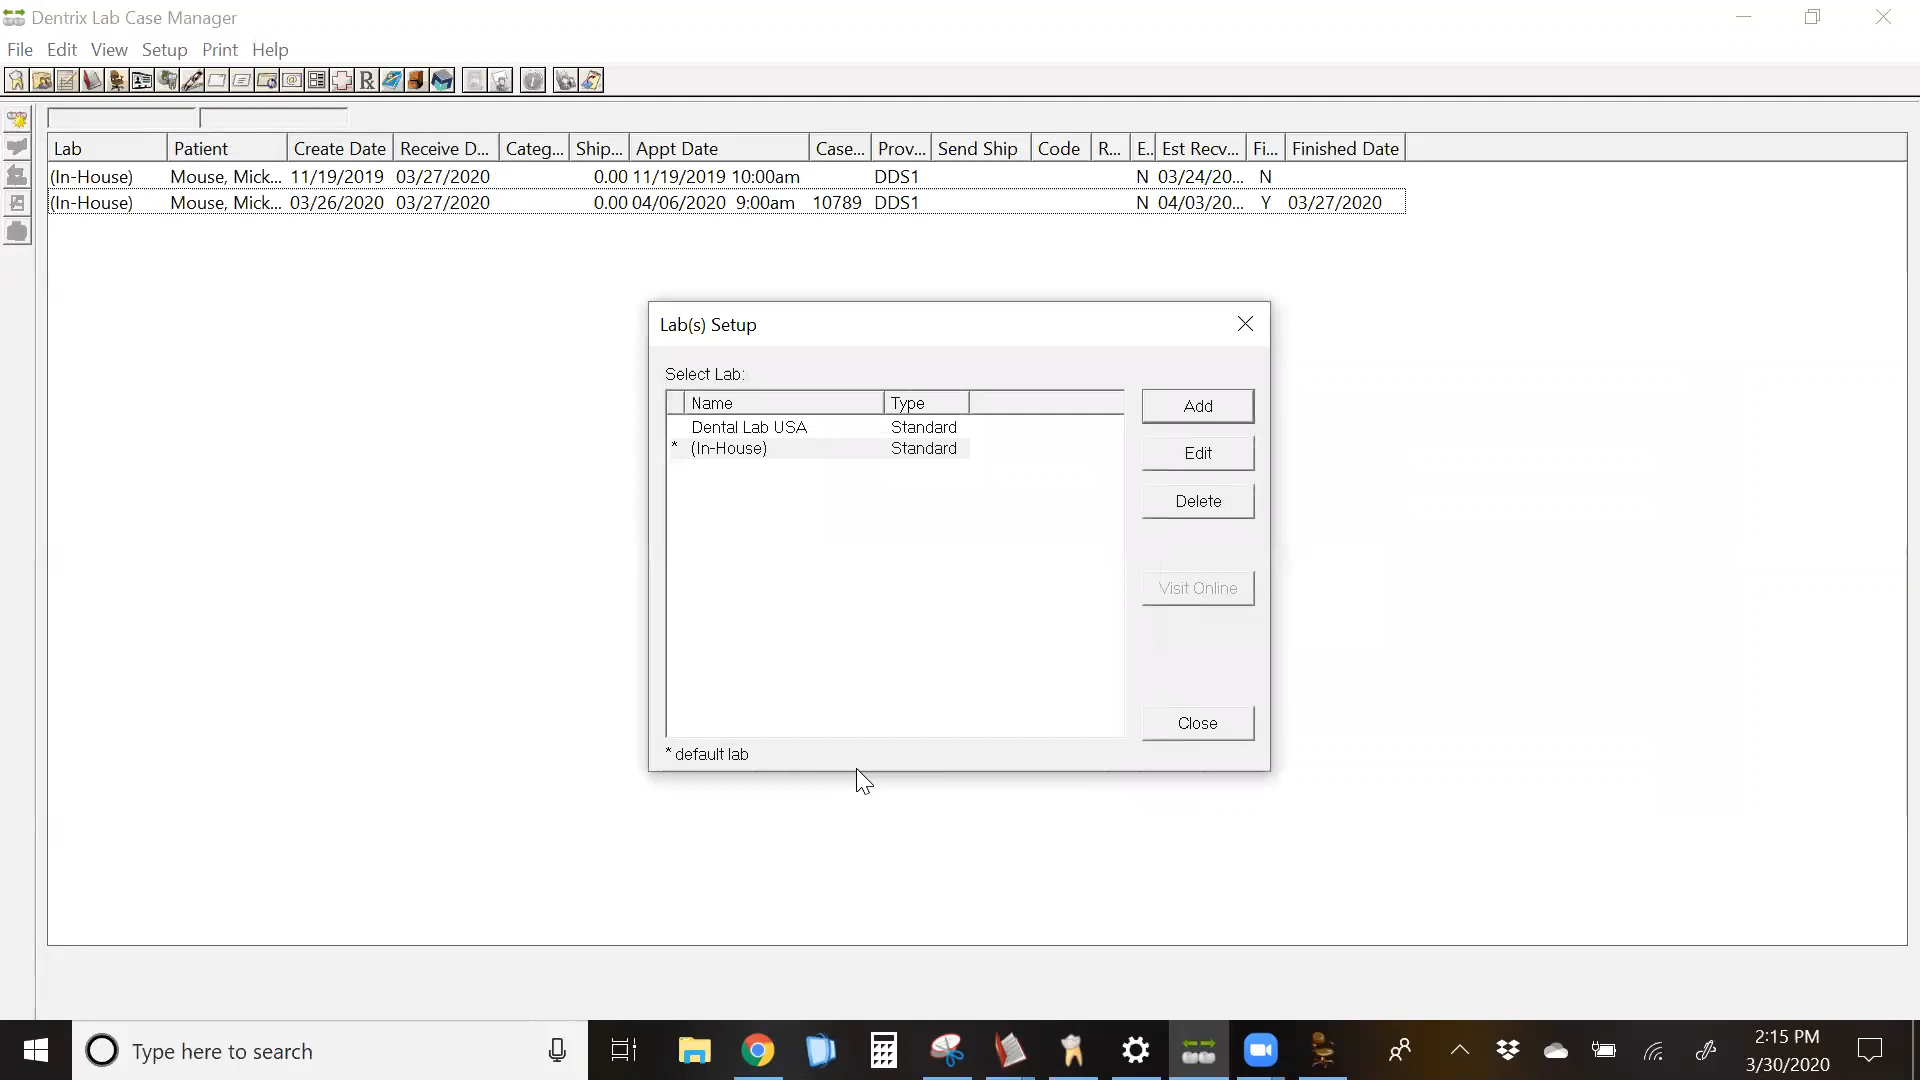 Dentrix Lab Case Manager
File Edit View Setup Print Help
Lab Patient Create Date Receive D... Categ... Ship... Appt Date Case... Prov... Send Ship Code R... E.. Est Recv... Fi... Finished Date
(In-House) Mouse, Mick... 11/19/2019 03/27/2020 0.00 11/19/2019 10:00am DDS1 N 03/24/20... N
(In-House) Mouse, Mick... 03/26/2020 03/27/2020 0.00 04/06/2020 9:00am 10789 DDS1 N 04/03/20... Y 03/27/2020
Lab(s) Setup
Select Lab:
Name Type
Dental Lab USA Standard
* (In-House) Standard
Add
Edit
Delete
Visit Online
Close
* default lab
Type here to search
2:15 PM
3/30/2020